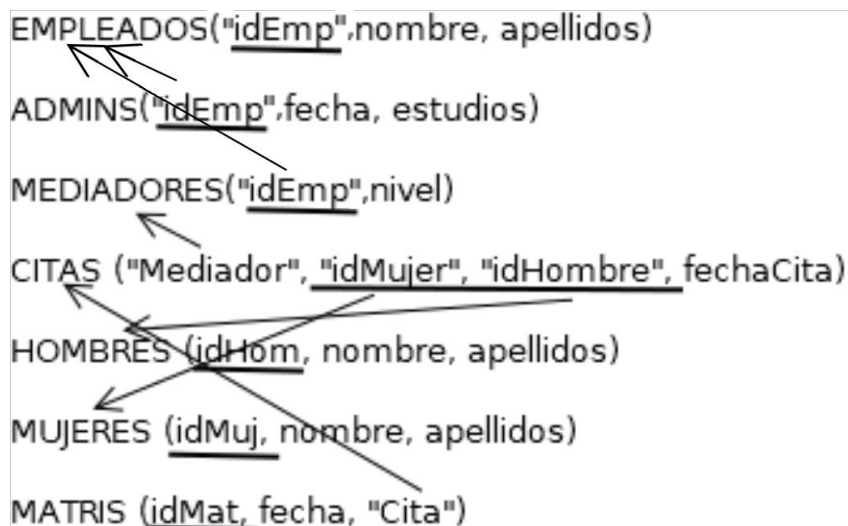 EMPLEADOS("idEmp",nombre, apellidos)
ADMINS("idEmp",fecha, estudios)
MEDIADORES("idEmp",nivel)
CITAS ("Mediador", "idMujer", "idHombre", fechaCita)
HOMBRES (idHom, nombre, apellidos)
MUJERES (idMuj, nombre, apellidos)
MATRIS (idMat, fecha, "Cita")